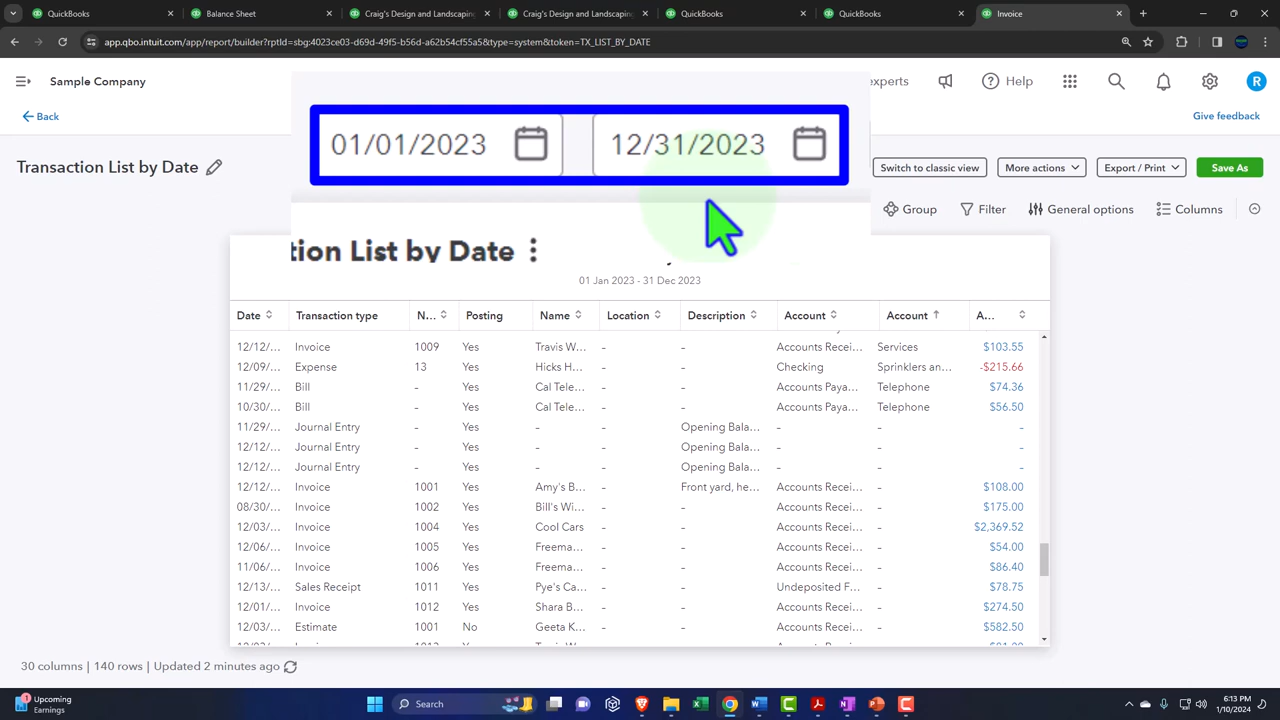 QuickBooks Balance Sheet Craig's Design and Landscaping Craig's Design and Landscaping QuickBooks QuickBooks Invoice
app.qbo.intuit.com/app/report/builder?rptId=sbg:4023ce03-d69d-49f5-b56d-a62b54cf55a5&type=system&token=TX_LIST_BY_DATE
Sample Company experts Help R
Back Give feedback
01/01/2023 12/31/2023
Transaction List by Date Switch to classic view More actions Export / Print Save As
Group Filter General options Columns
tion List by Date
01 Jan 2023 - 31 Dec 2023
Date Transaction type N... Posting Name Location Description Account Account A...
12/12/... Invoice 1009 Yes Travis W... - - Accounts Recei... Services $103.55
12/09/... Expense 13 Yes Hicks H... - - Checking Sprinklers an... -$215.66
11/29/... Bill - Yes Cal Tele... - - Accounts Paya... Telephone $74.36
10/30/... Bill - Yes Cal Tele... - - Accounts Paya... Telephone $56.50
11/29/... Journal Entry - Yes - - Opening Bala... - - -
12/12/... Journal Entry - Yes - - Opening Bala... - - -
12/12/... Journal Entry - Yes - - Opening Bala... - - -
12/12/... Invoice 1001 Yes Amy's B... - Front yard, he... Accounts Recei... - $108.00
08/30/... Invoice 1002 Yes Bill's Wi... - - Accounts Recei... - $175.00
12/03/... Invoice 1004 Yes Cool Cars - - Accounts Recei... - $2,369.52
12/06/... Invoice 1005 Yes Freema... - - Accounts Recei... - $54.00
11/06/... Invoice 1006 Yes Freema... - - Accounts Recei... - $86.40
12/13/... Sales Receipt 1011 Yes Pye's Ca... - - Undeposited F... - $78.75
12/01/... Invoice 1012 Yes Shara B... - - Accounts Recei... - $274.50
12/03/... Estimate 1001 No Geeta K... - - Accounts Recei... - $582.50
30 columns | 140 rows | Updated 2 minutes ago
Upcoming
Earnings
Search
6:13 PM
1/10/2024